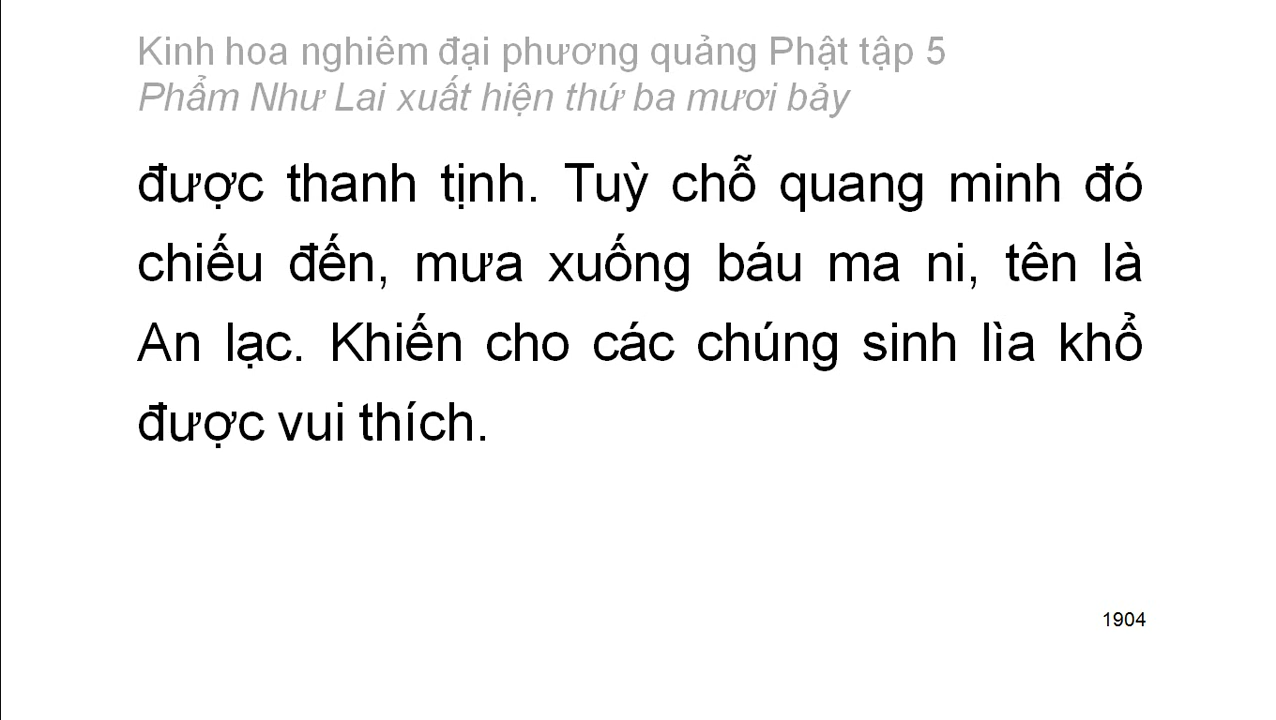 Kinh hoa nghiêm đại phương quảng Phật tập 5
Phẩm Như Lai xuất hiện thứ ba mươi bảy
được thanh tịnh. Tuỳ chỗ quang minh đó
chiếu đến, mưa xuống báu ma ni, tên là
An lạc. Khiến cho các chúng sinh lìa khổ
được vui thích.
1904